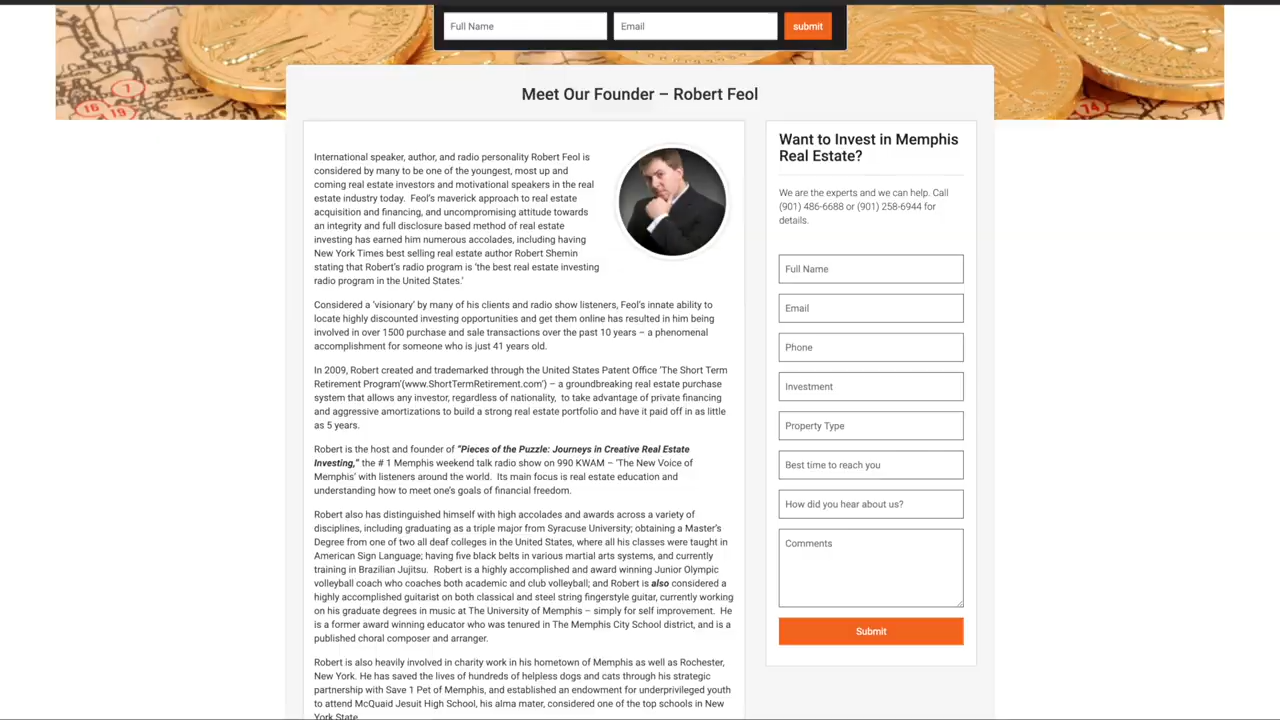 Full Name
Email
submit
Meet Our Founder – Robert Feol
International speaker, author, and radio personality Robert Feol is
considered by many to be one of the youngest, most up and
coming real estate investors and motivational speakers in the real
estate industry today.  Feol's maverick approach to real estate
acquisition and financing, and uncompromising attitude towards
an integrity and full disclosure based method of real estate
investing has earned him numerous accolades, including having
New York Times best selling real estate author Robert Shemin
stating that Robert's radio program is 'the best real estate investing
radio program in the United States.'
Considered a 'visionary' by many of his clients and radio show listeners, Feol's innate ability to
locate highly discounted investing opportunities and get them online has resulted in him being
involved in over 1500 purchase and sale transactions over the past 10 years – a phenomenal
accomplishment for someone who is just 41 years old.
In 2009, Robert created and trademarked through the United States Patent Office 'The Short Term
Retirement Program'(www.ShortTermRetirement.com') – a groundbreaking real estate purchase
system that allows any investor, regardless of nationality,  to take advantage of private financing
and aggressive amortizations to build a strong real estate portfolio and have it paid off in as little
as 5 years.
Robert is the host and founder of "Pieces of the Puzzle: Journeys in Creative Real Estate
Investing," the # 1 Memphis weekend talk radio show on 990 KWAM – 'The New Voice of
Memphis' with listeners around the world.  Its main focus is real estate education and
understanding how to meet one's goals of financial freedom.
Robert also has distinguished himself with high accolades and awards across a variety of
disciplines, including graduating as a triple major from Syracuse University; obtaining a Master's
Degree from one of two all deaf colleges in the United States, where all his classes were taught in
American Sign Language; having five black belts in various martial arts systems, and currently
training in Brazilian Jujitsu.  Robert is a highly accomplished and award winning Junior Olympic
volleyball coach who coaches both academic and club volleyball; and Robert is also considered a
highly accomplished guitarist on both classical and steel string fingerstyle guitar, currently working
on his graduate degrees in music at The University of Memphis – simply for self improvement.  He
is a former award winning educator who was tenured in The Memphis City School district, and is a
published choral composer and arranger.
Robert is also heavily involved in charity work in his hometown of Memphis as well as Rochester,
New York. He has saved the lives of hundreds of helpless dogs and cats through his strategic
partnership with Save 1 Pet of Memphis, and established an endowment for underprivileged youth
to attend McQuaid Jesuit High School, his alma mater, considered one of the top schools in New
York State.
Want to Invest in Memphis
Real Estate?
We are the experts and we can help. Call
(901) 486-6688 or (901) 258-6944 for
details.
Full Name
Email
Phone
Investment
Property Type
Best time to reach you
How did you hear about us?
Comments
Submit
7
16
19
74